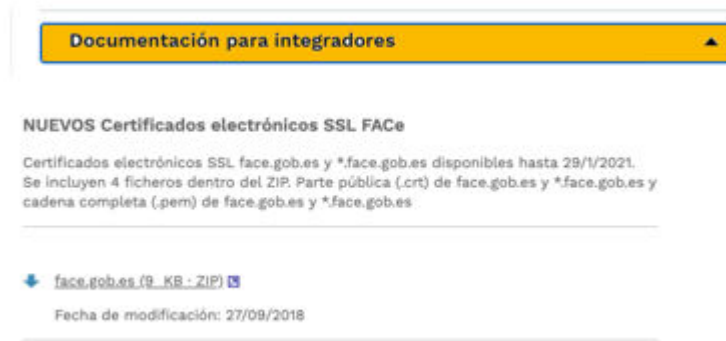 Documentación para integradores
NUEVOS Certificados electrónicos SSL FACe
Certificados electrónicos SSL face.gob.es y *.face.gob.es disponibles hasta 29/1/2021.
Se incluyen 4 ficheros dentro del ZIP. Parte pública (.crt) de face.gob.es y *.face.gob.es y
cadena completa (.pem) de face.gob.es y *.face.gob.es
face.gob.es (9 KB - ZIP)
Fecha de modificación: 27/09/2018